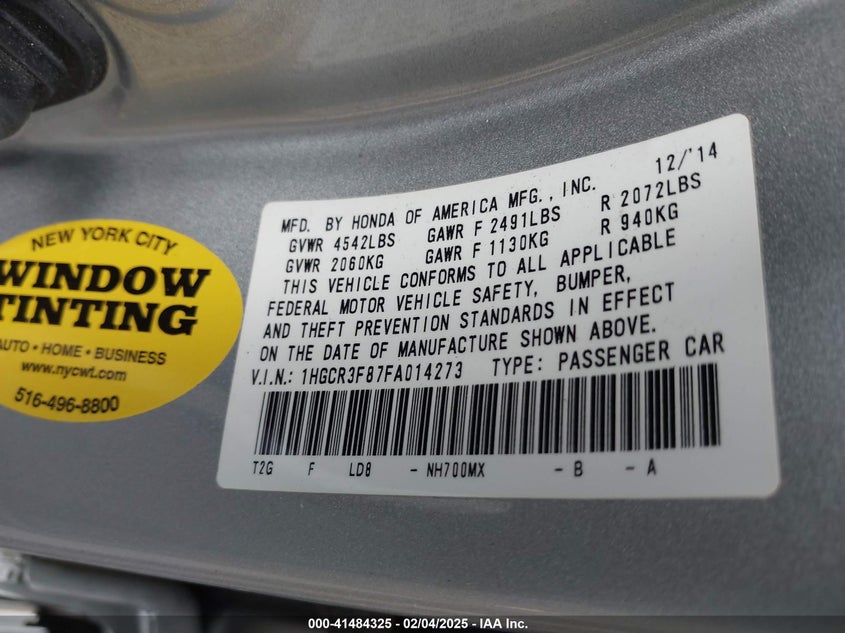 NEW YORK CITY
WINDOW
TINTING
AUTO • HOME • BUSINESS
www.nycwt.com
516-496-8800
12/'14
MFD. BY HONDA OF AMERICA MFG., INC.
GVWR 4542LBS GAWR F 2491LBS R 2072LBS
GVWR 2060KG GAWR F 1130KG R 940KG
THIS VEHICLE CONFORMS TO ALL APPLICABLE
FEDERAL MOTOR VEHICLE SAFETY, BUMPER,
AND THEFT PREVENTION STANDARDS IN EFFECT
ON THE DATE OF MANUFACTURE SHOWN ABOVE.
V.I.N.: 1HGCR3F87FA014273 TYPE: PASSENGER CAR
T2G F LD8 - NH700MX - B - A
000-41484325 - 02/04/2025 - IAA Inc.